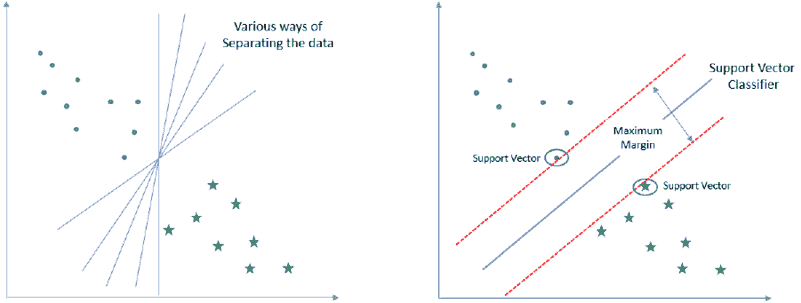 Various ways of
Separating the data
Support Vector
Classifier
Maximum
Margin
Support Vector
Support Vector